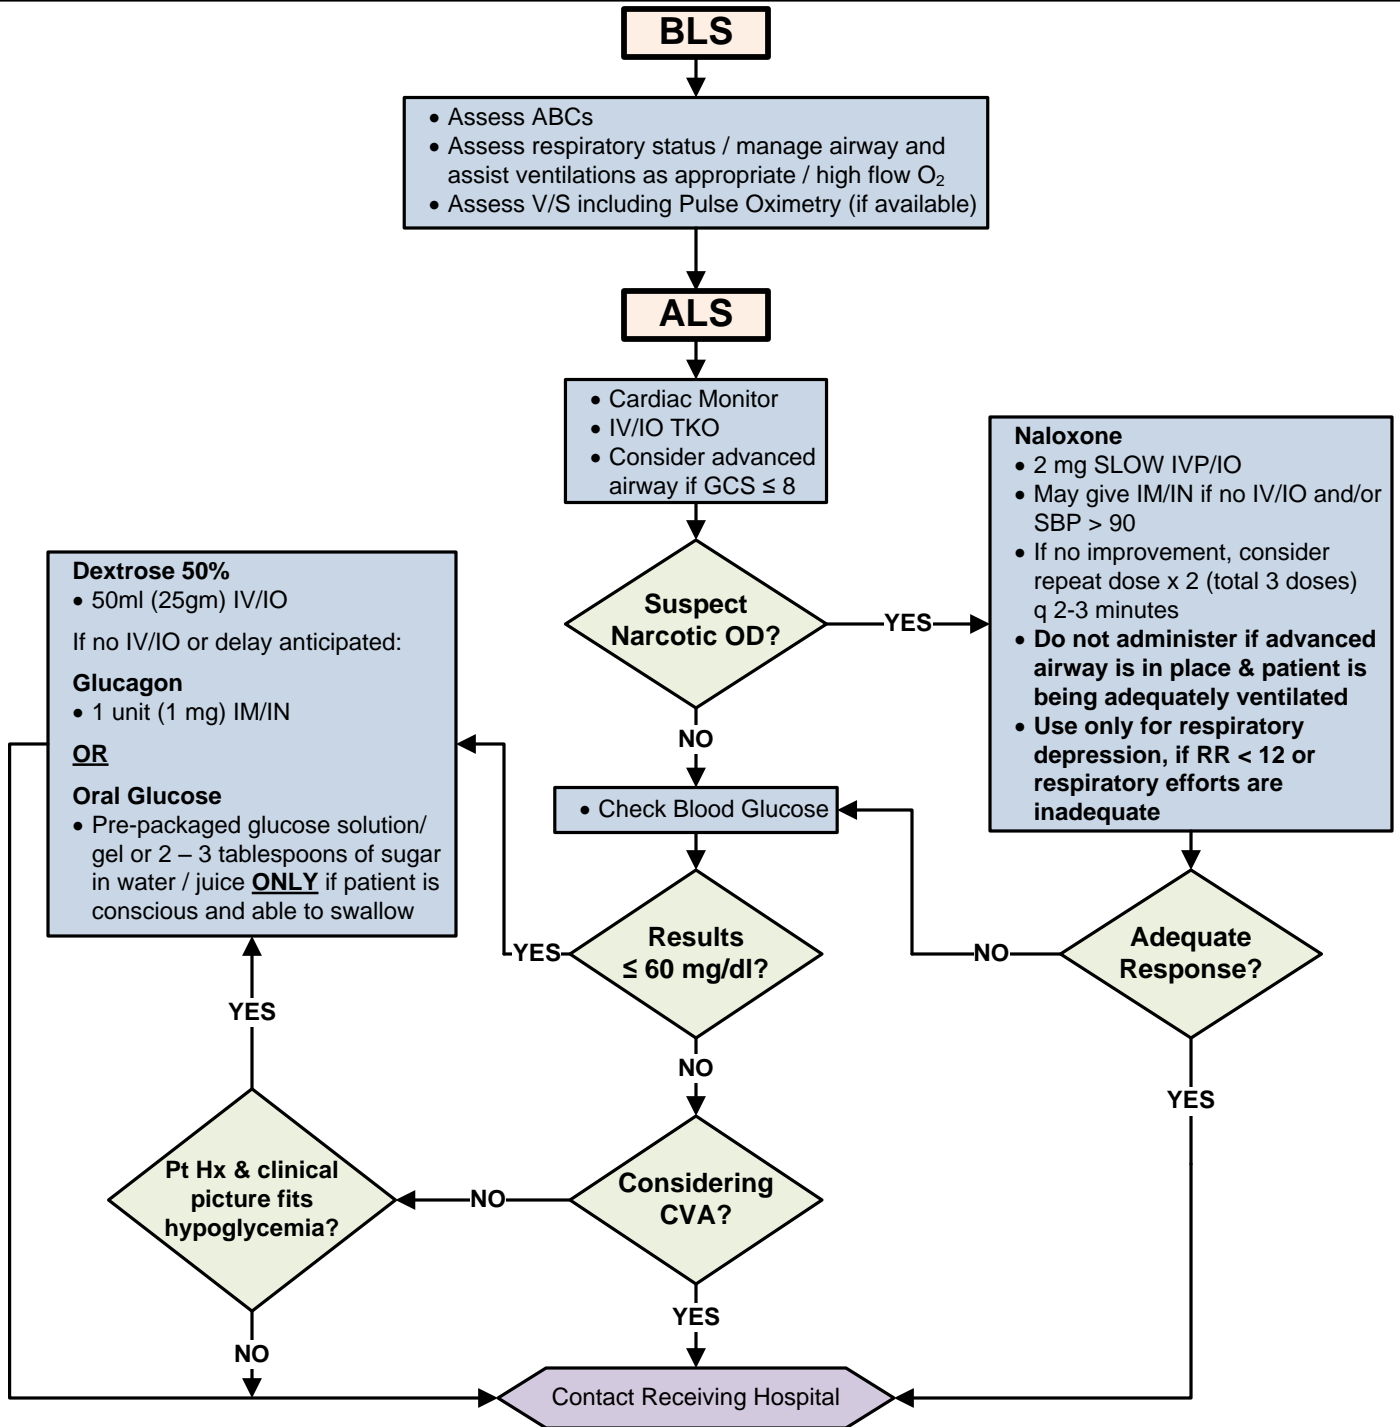 BLS
• Assess ABCs
• Assess respiratory status / manage airway and
assist ventilations as appropriate / high flow O₂
• Assess V/S including Pulse Oximetry (if available)
ALS
• Cardiac Monitor
• IV/IO TKO
• Consider advanced
airway if GCS ≤ 8
Suspect
Narcotic OD?
YES
Naloxone
• 2 mg SLOW IVP/IO
• May give IM/IN if no IV/IO and/or
SBP > 90
• If no improvement, consider
repeat dose x 2 (total 3 doses)
q 2-3 minutes
• Do not administer if advanced
airway is in place & patient is
being adequately ventilated
• Use only for respiratory
depression, if RR < 12 or
respiratory efforts are
inadequate
NO
• Check Blood Glucose
Dextrose 50%
• 50ml (25gm) IV/IO
If no IV/IO or delay anticipated:
Glucagon
• 1 unit (1 mg) IM/IN
OR
Oral Glucose
• Pre-packaged glucose solution/
gel or 2 – 3 tablespoons of sugar
in water / juice ONLY if patient is
conscious and able to swallow
YES
Results
≤ 60 mg/dl?
NO
Adequate
Response?
YES
NO
YES
Pt Hx & clinical
picture fits
hypoglycemia?
NO
Considering
CVA?
YES
NO
Contact Receiving Hospital